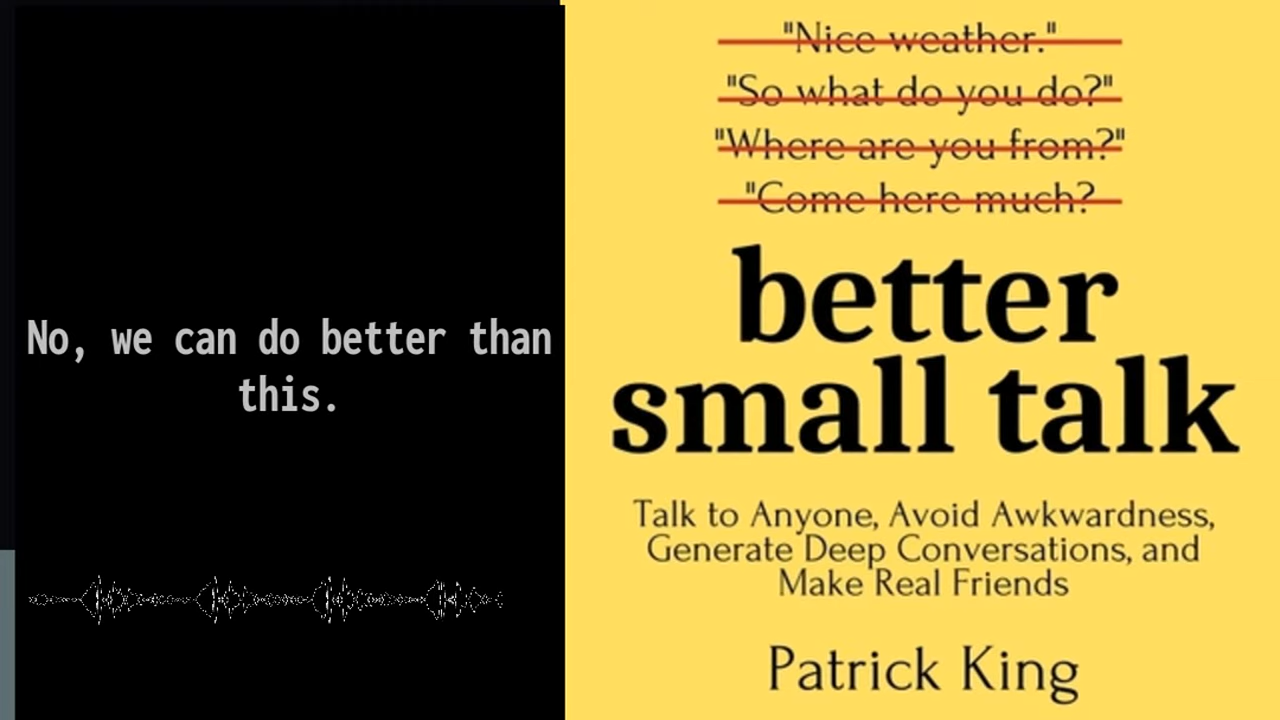 No, we can do better than
this.
"Nice weather."
"So what do you do?"
"Where are you from?"
"Come here much?
better
small talk
Talk to Anyone, Avoid Awkwardness,
Generate Deep Conversations, and
Make Real Friends
Patrick King